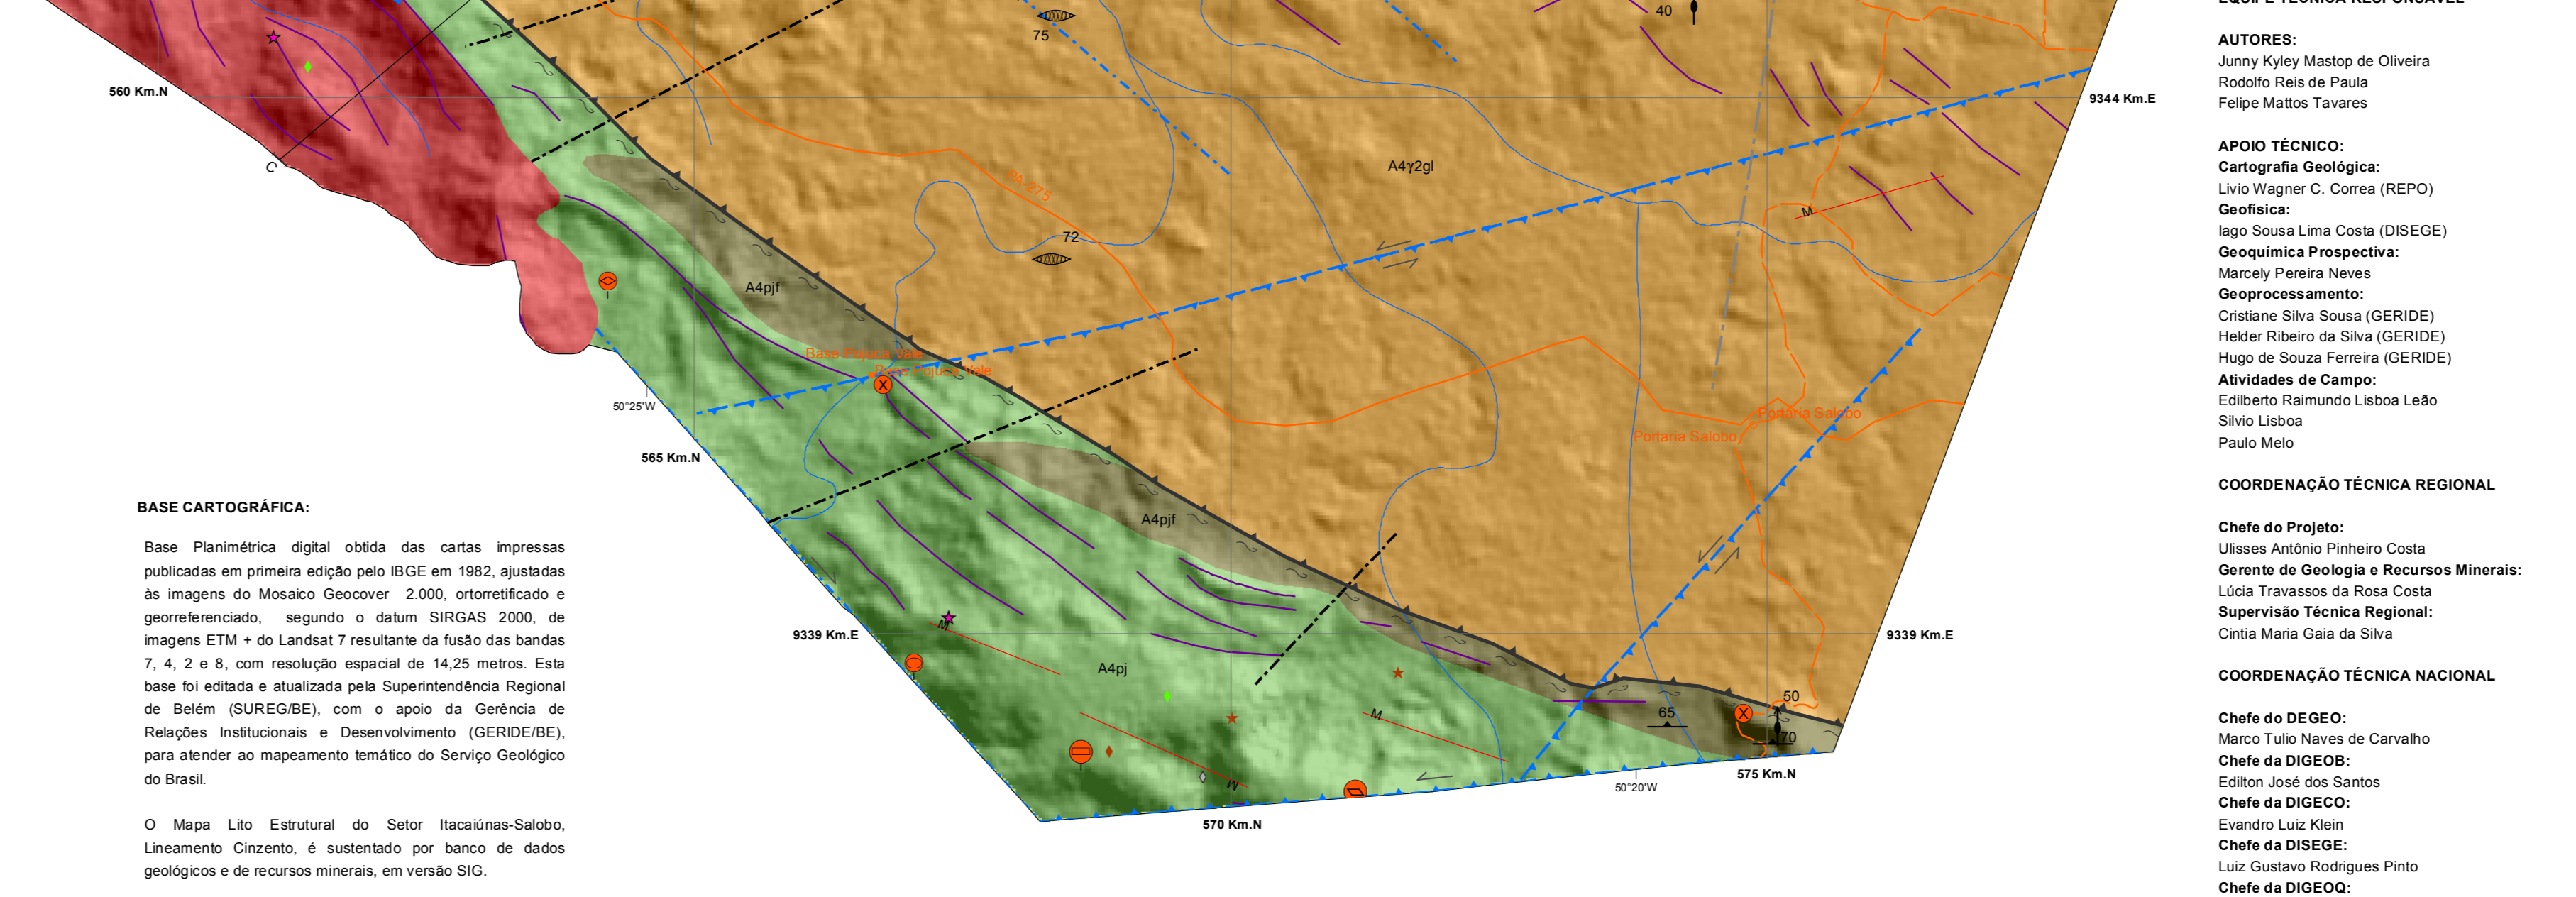 40
75
560 Km.N
9344 Km.E
C
PA-275
A4γ2gl
M
72
A4pjf
Base Pojuca Vale
Base Pojuca Vale
X
50°25'W
Portaria Salobo
Portaria Salobo
565 Km.N
A4pjf
9339 Km.E
M
9339 Km.E
A4pj
M
50
65
X
70
M
50°20'W
575 Km.N
570 Km.N
BASE CARTOGRÁFICA:
Base Planimétrica digital obtida das cartas impressas
publicadas em primeira edição pelo IBGE em 1982, ajustadas
às imagens do Mosaico Geocover 2.000, ortorretificado e
georreferenciado, segundo o datum SIRGAS 2000, de
imagens ETM + do Landsat 7 resultante da fusão das bandas
7, 4, 2 e 8, com resolução espacial de 14,25 metros. Esta
base foi editada e atualizada pela Superintendência Regional
de Belém (SUREG/BE), com o apoio da Gerência de
Relações Institucionais e Desenvolvimento (GERIDE/BE),
para atender ao mapeamento temático do Serviço Geológico
do Brasil.
O Mapa Lito Estrutural do Setor Itacaiúnas-Salobo,
Lineamento Cinzento, é sustentado por banco de dados
geológicos e de recursos minerais, em versão SIG.
EQUIPE TÉCNICA RESPONSÁVEL
AUTORES:
Junny Kyley Mastop de Oliveira
Rodolfo Reis de Paula
Felipe Mattos Tavares
APOIO TÉCNICO:
Cartografia Geológica:
Livio Wagner C. Correa (REPO)
Geofísica:
Iago Sousa Lima Costa (DISEGE)
Geoquímica Prospectiva:
Marcely Pereira Neves
Geoprocessamento:
Cristiane Silva Sousa (GERIDE)
Helder Ribeiro da Silva (GERIDE)
Hugo de Souza Ferreira (GERIDE)
Atividades de Campo:
Edilberto Raimundo Lisboa Leão
Silvio Lisboa
Paulo Melo
COORDENAÇÃO TÉCNICA REGIONAL
Chefe do Projeto:
Ulisses Antônio Pinheiro Costa
Gerente de Geologia e Recursos Minerais:
Lúcia Travassos da Rosa Costa
Supervisão Técnica Regional:
Cintia Maria Gaia da Silva
COORDENAÇÃO TÉCNICA NACIONAL
Chefe do DEGEO:
Marco Tulio Naves de Carvalho
Chefe da DIGEOB:
Edilton José dos Santos
Chefe da DIGECO:
Evandro Luiz Klein
Chefe da DISEGE:
Luiz Gustavo Rodrigues Pinto
Chefe da DIGEOQ: